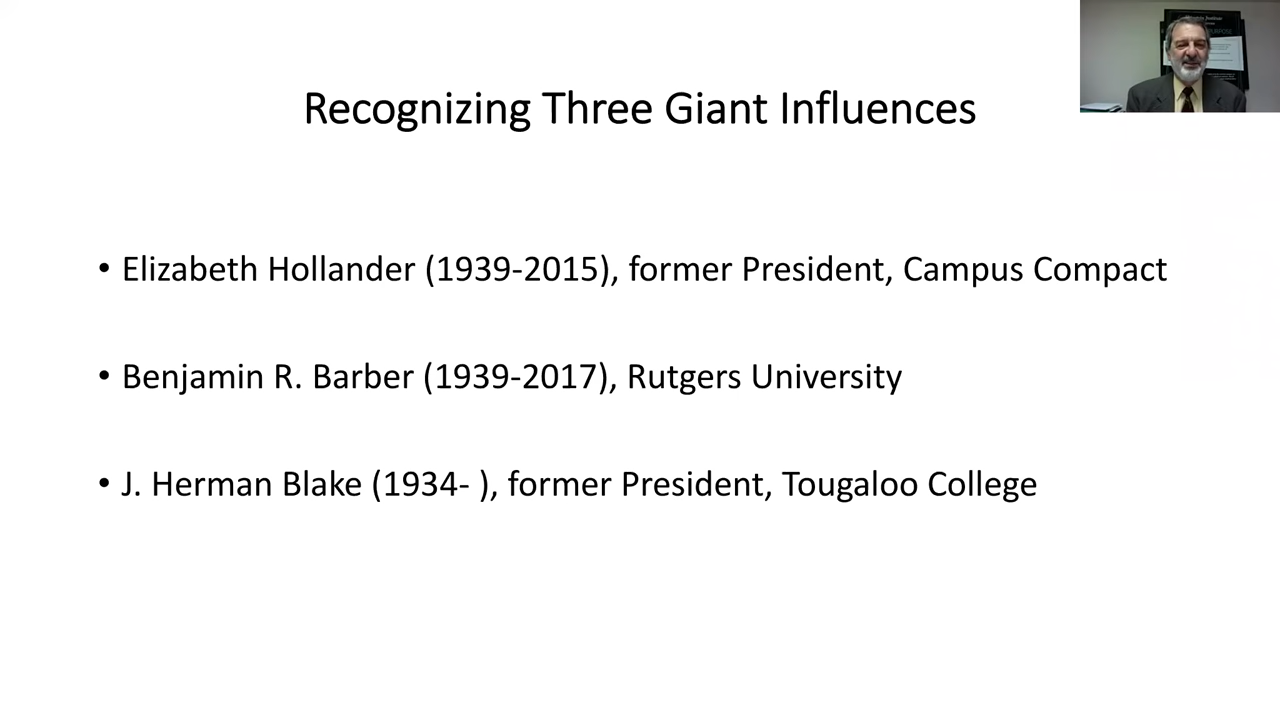 Recognizing Three Giant Influences
• Elizabeth Hollander (1939-2015), former President, Campus Compact
• Benjamin R. Barber (1939-2017), Rutgers University
• J. Herman Blake (1934- ), former President, Tougaloo College